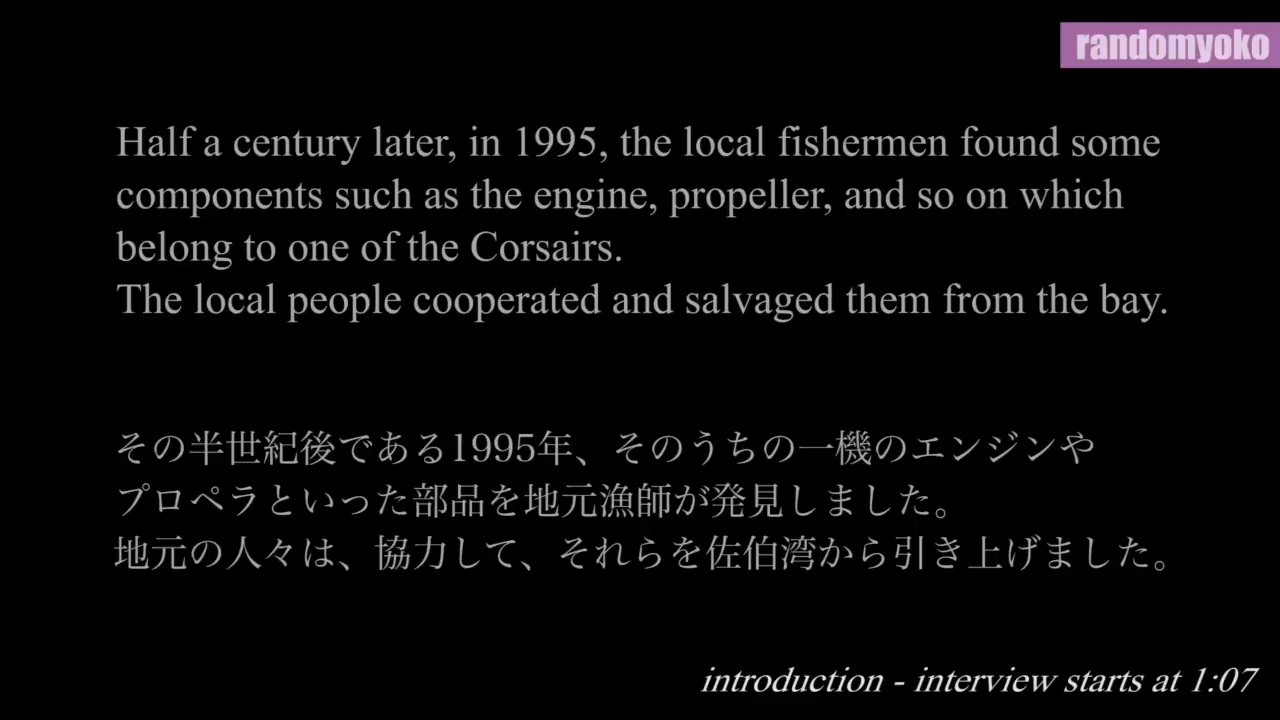 randomyoko
Half a century later, in 1995, the local fishermen found some
components such as the engine, propeller, and so on which
belong to one of the Corsairs.
The local people cooperated and salvaged them from the bay.
その半世紀後である1995年、そのうちの一機のエンジンや
プロペラといった部品を地元漁師が発見しました。
地元の人々は、協力して、それらを佐伯湾から引き上げました。
introduction - interview starts at 1:07